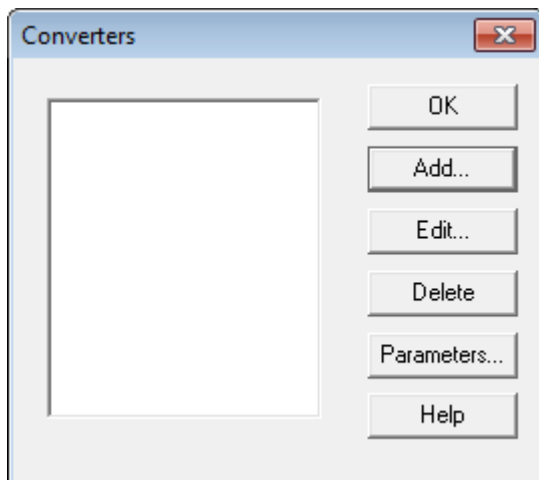 Converters
OK
Add...
Edit...
Delete
Parameters...
Help